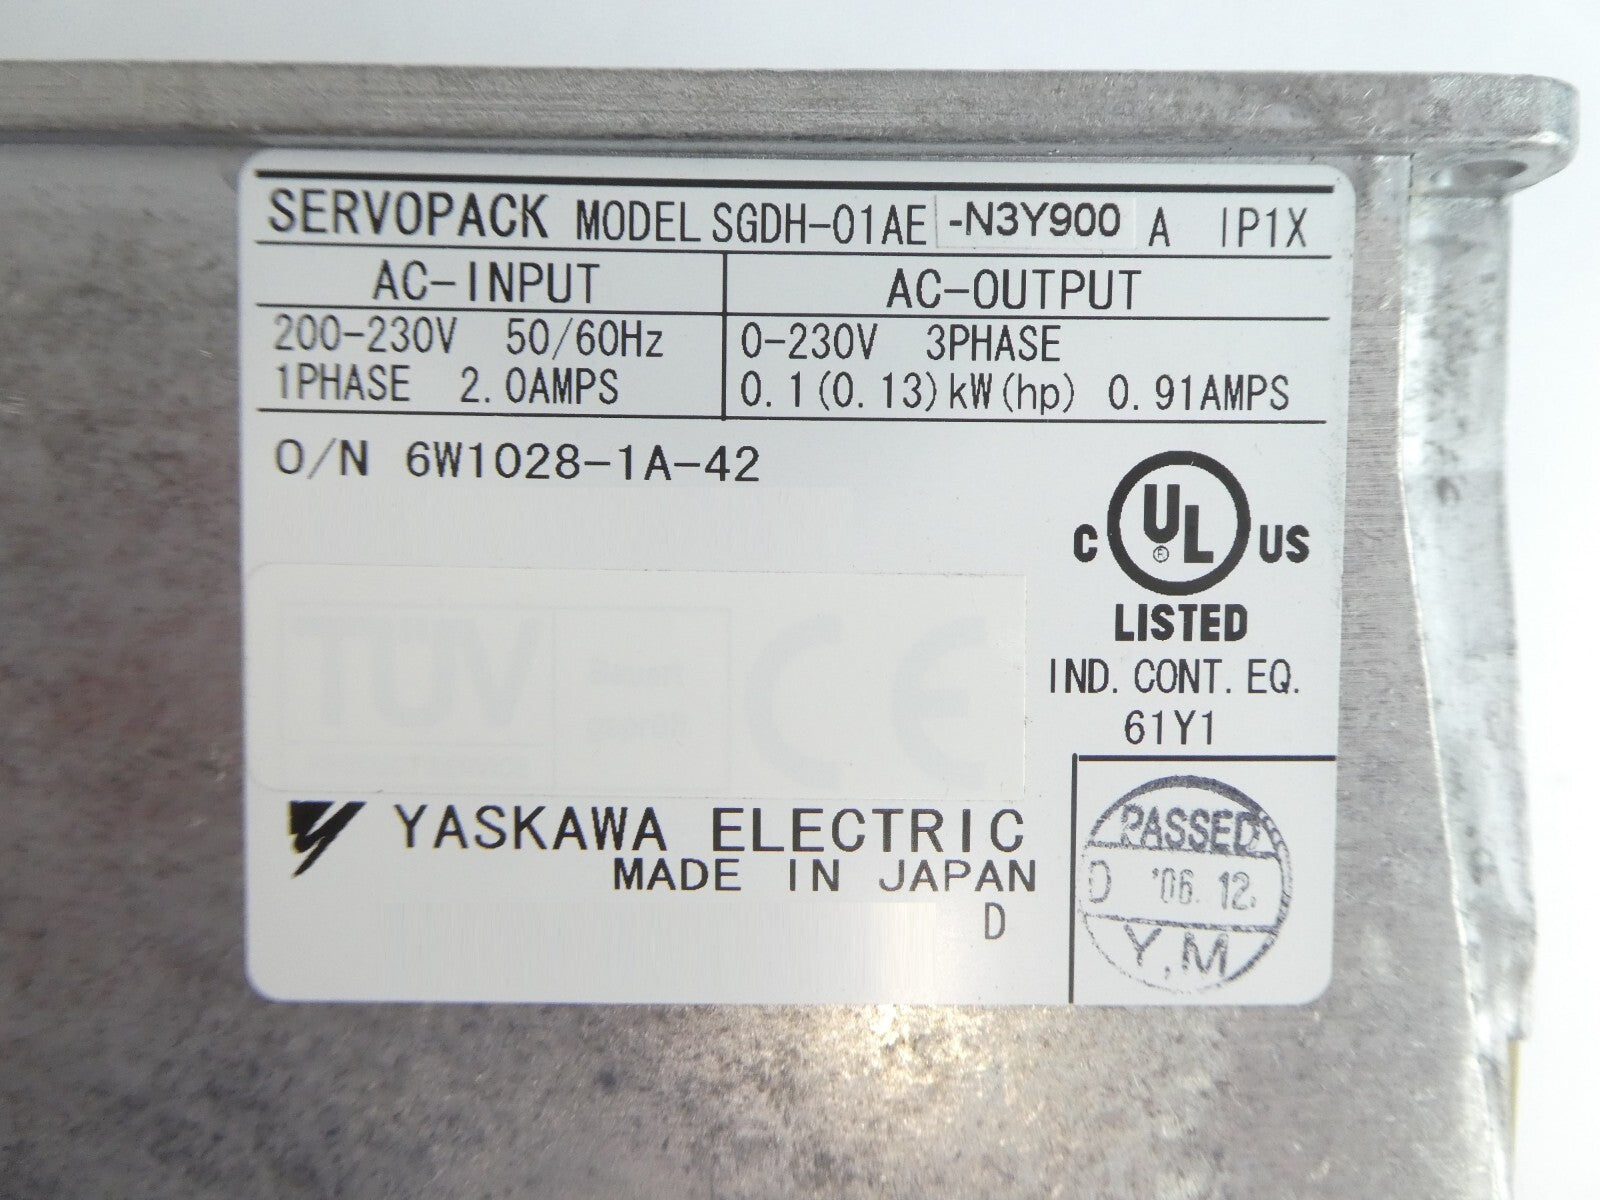 SERVOPACK MODEL SGDH-01AE -N3Y900 A IP1X
AC-INPUT
200-230V 50/60Hz
1PHASE 2.0AMPS
AC-OUTPUT
0-230V 3PHASE
0.1(0.13)kW(hp) 0.91AMPS
O/N 6W1028-1A-42
C UL® US
LISTED
IND. CONT. EQ.
61Y1
TÜV
CE
YASKAWA ELECTRIC
MADE IN JAPAN
D
PASSED
D '06.12.
Y,M